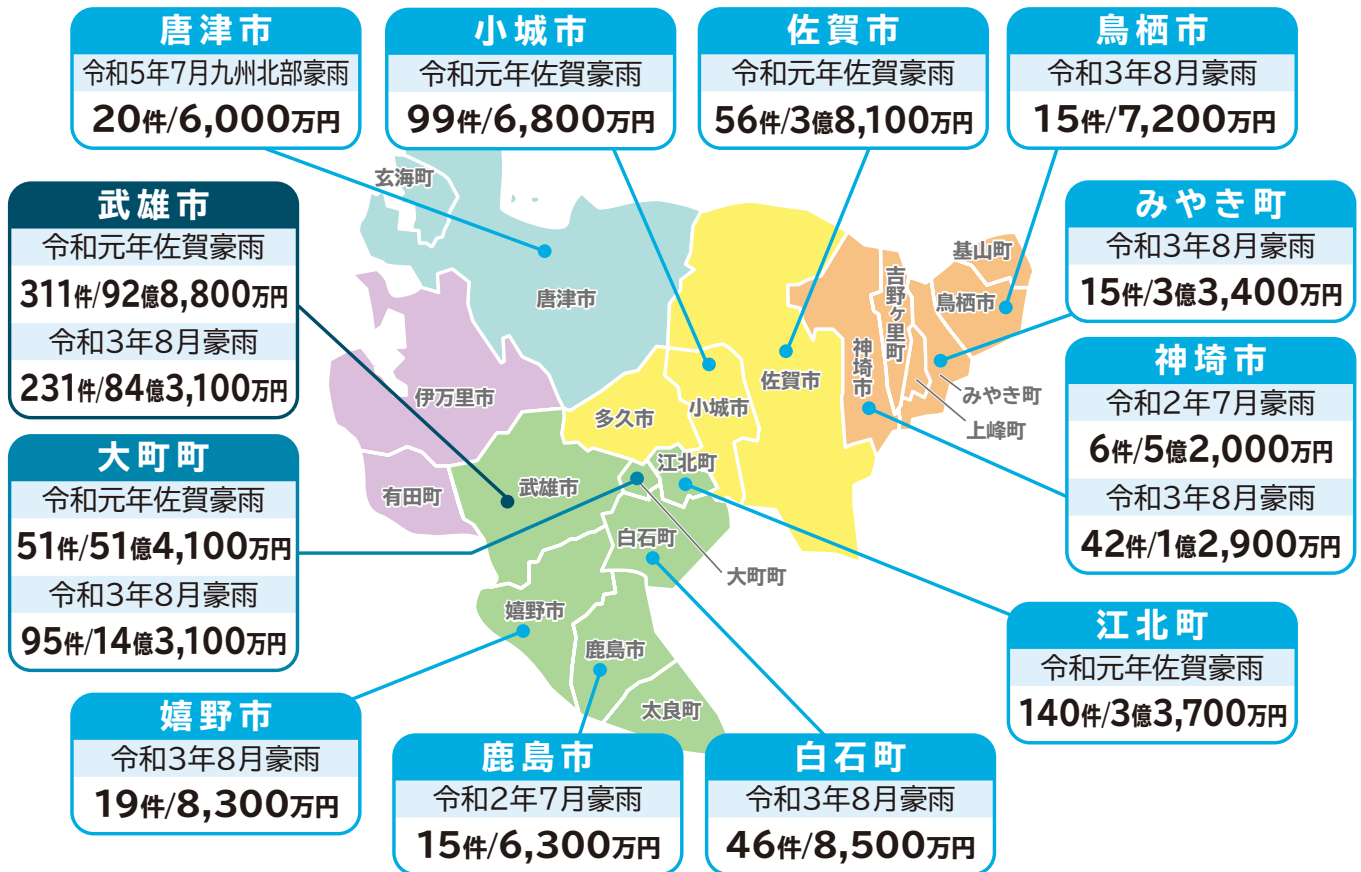 唐津市
令和5年7月九州北部豪雨
20件/6,000万円
小城市
令和元年佐賀豪雨
99件/6,800万円
佐賀市
令和元年佐賀豪雨
56件/3億8,100万円
鳥栖市
令和3年8月豪雨
15件/7,200万円
武雄市
令和元年佐賀豪雨
311件/92億8,800万円
令和3年8月豪雨
231件/84億3,100万円
みやき町
令和3年8月豪雨
15件/3億3,400万円
大町町
令和元年佐賀豪雨
51件/51億4,100万円
令和3年8月豪雨
95件/14億3,100万円
神埼市
令和2年7月豪雨
6件/5億2,000万円
令和3年8月豪雨
42件/1億2,900万円
江北町
令和元年佐賀豪雨
140件/3億3,700万円
嬉野市
令和3年8月豪雨
19件/8,300万円
鹿島市
令和2年7月豪雨
15件/6,300万円
白石町
令和3年8月豪雨
46件/8,500万円
玄海町
唐津市
伊万里市
有田町
武雄市
多久市
小城市
佐賀市
江北町
白石町
大町町
嬉野市
鹿島市
太良町
神埼市
吉野ヶ里町
基山町
鳥栖市
みやき町
上峰町